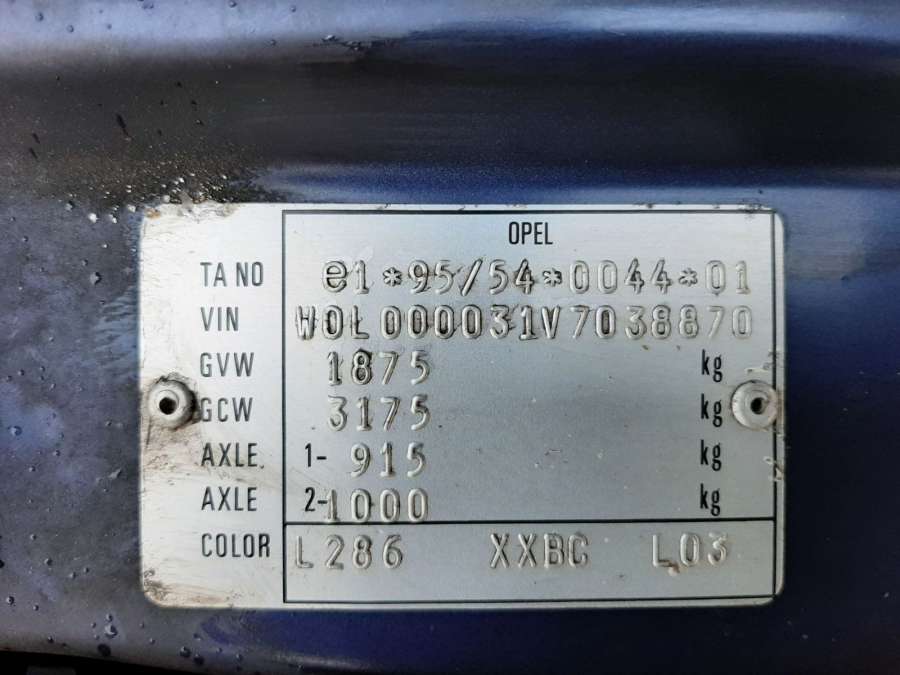 OPEL
TA NO e1*95/54*0044*01
VIN W0L000031V7038870
GVW 1875 kg
GCW 3175 kg
AXLE. 1- 915 kg
AXLE 2-1000 kg
COLOR L286 XXBC L03